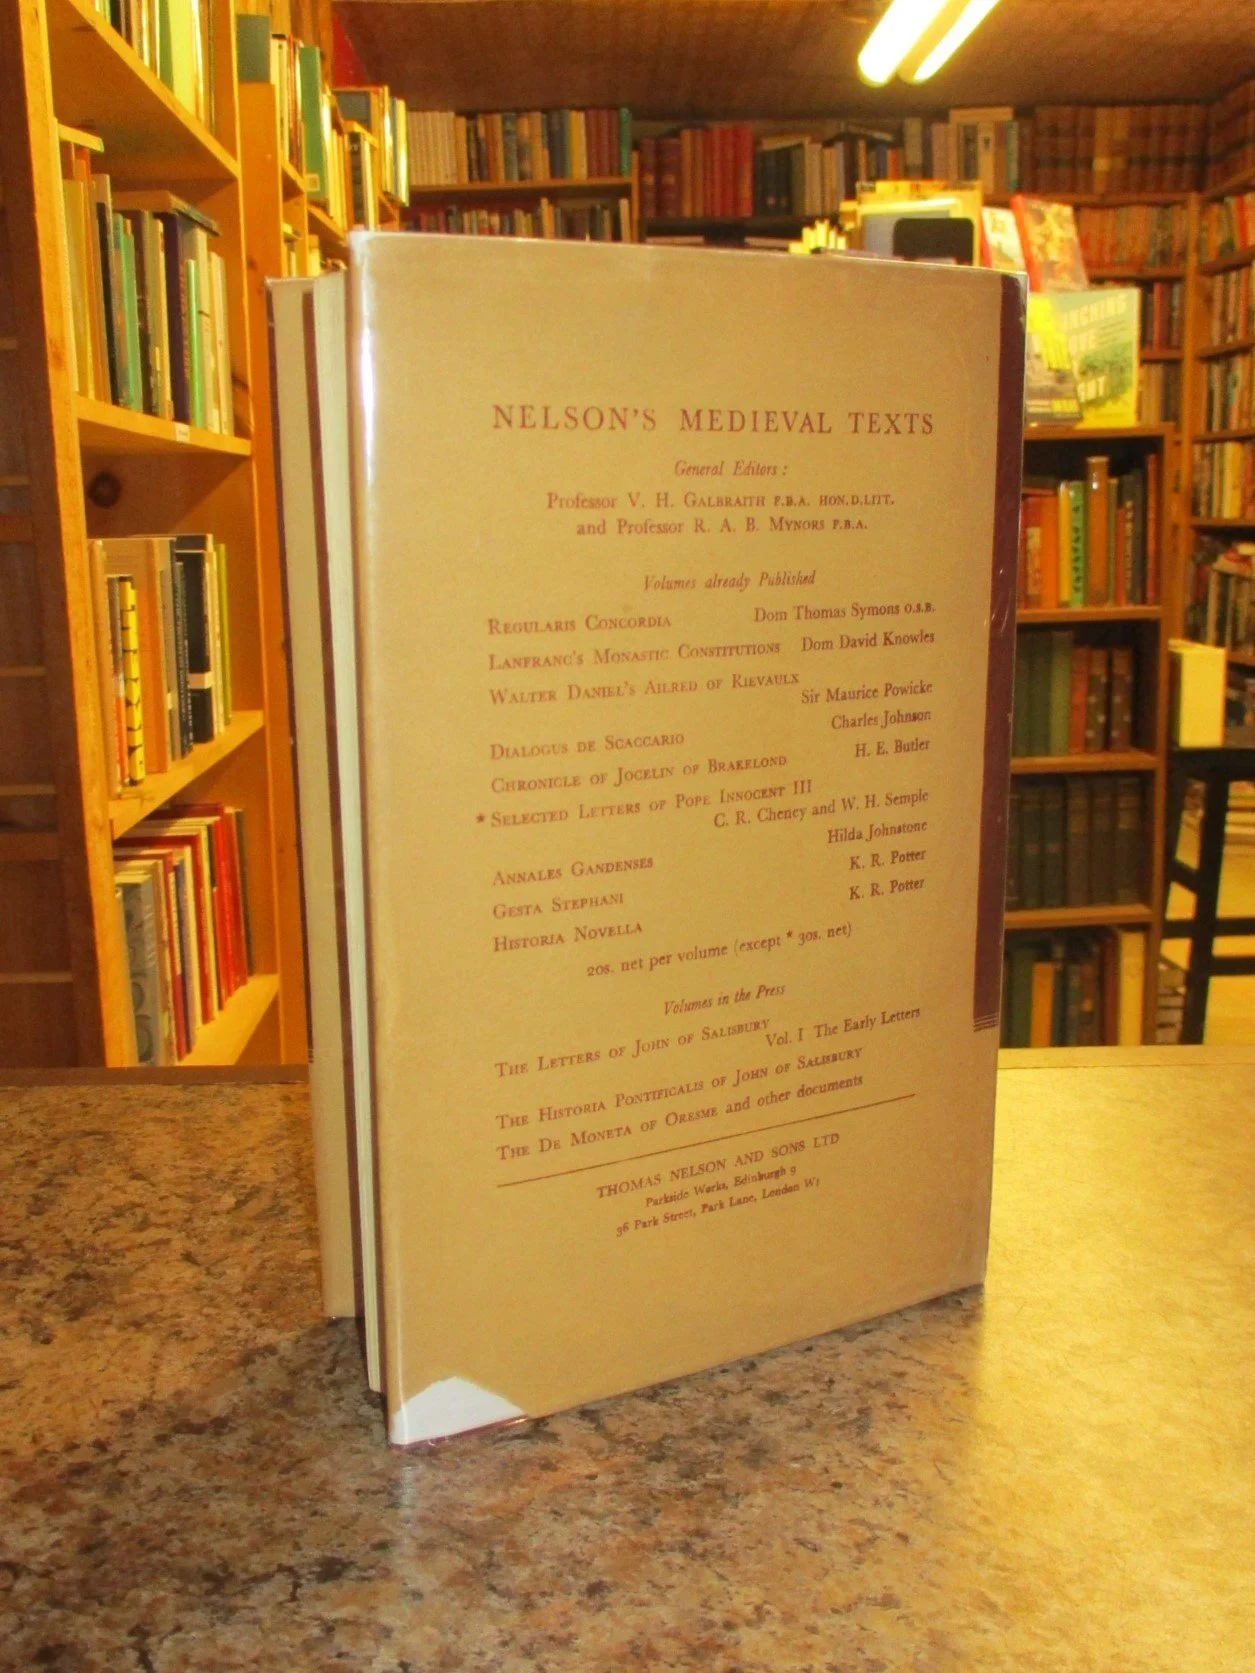 NELSON'S MEDIEVAL TEXTS
General Editors :
Professor V. H. GALBRAITH F.B.A. HON.D.LITT.
and Professor R. A. B. MYNORS F.B.A.
Volumes already Published
REGULARIS CONCORDIA Dom Thomas Symons O.S.B.
LANFRANC'S MONASTIC CONSTITUTIONS Dom David Knowles
WALTER DANIEL'S AILRED OF RIEVAULX
Sir Maurice Powicke
DIALOGUS DE SCACCARIO Charles Johnson
CHRONICLE OF JOCELIN OF BRAKELOND H. E. Butler
* SELECTED LETTERS OF POPE INNOCENT III
C. R. Cheney and W. H. Semple
ANNALES GANDENSES Hilda Johnstone
GESTA STEPHANI K. R. Potter
HISTORIA NOVELLA K. R. Potter
20s. net per volume (except * 30s. net)
Volumes in the Press
THE LETTERS OF JOHN OF SALISBURY
Vol. I The Early Letters
THE HISTORIA PONTIFICALIS OF JOHN OF SALISBURY
THE DE MONETA OF ORESME and other documents
THOMAS NELSON AND SONS LTD
Parkside Works, Edinburgh 9
36 Park Street, Park Lane, London W1